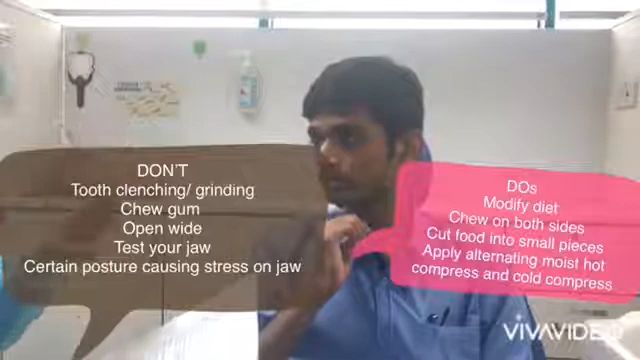 DON'T
Tooth clenching/ grinding
Chew gum
Open wide
Test your jaw
Certain posture causing stress on jaw
DOs
Modify diet
Chew on both sides
Cut food into small pieces
Apply alternating moist hot
compress and cold compress